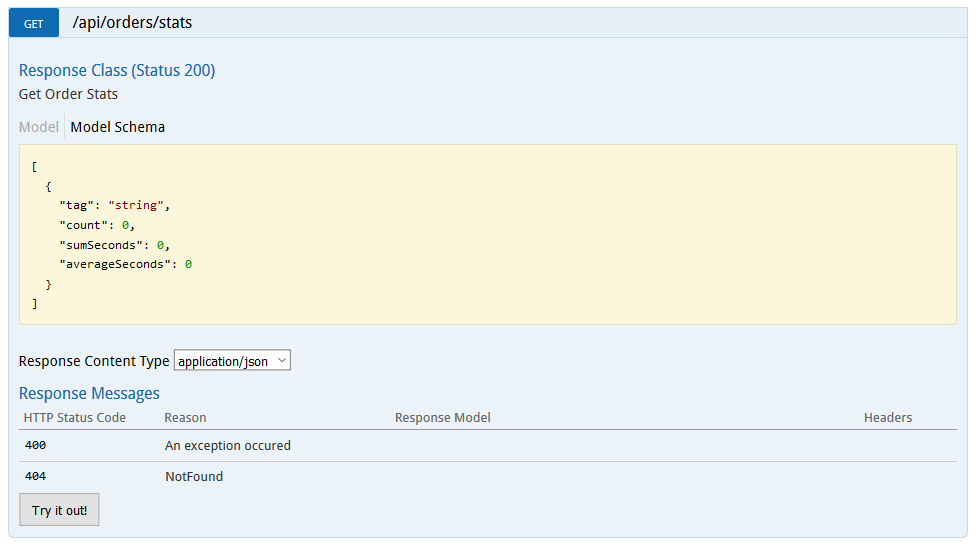 GET /api/orders/stats
Response Class (Status 200)
Get Order Stats
Model Model Schema
[
{
"tag": "string",
"count": 0,
"sumSeconds": 0,
"averageSeconds": 0
}
]
Response Content Type application/json
Response Messages
HTTP Status Code Reason Response Model Headers
400 An exception occured
404 NotFound
Try it out!